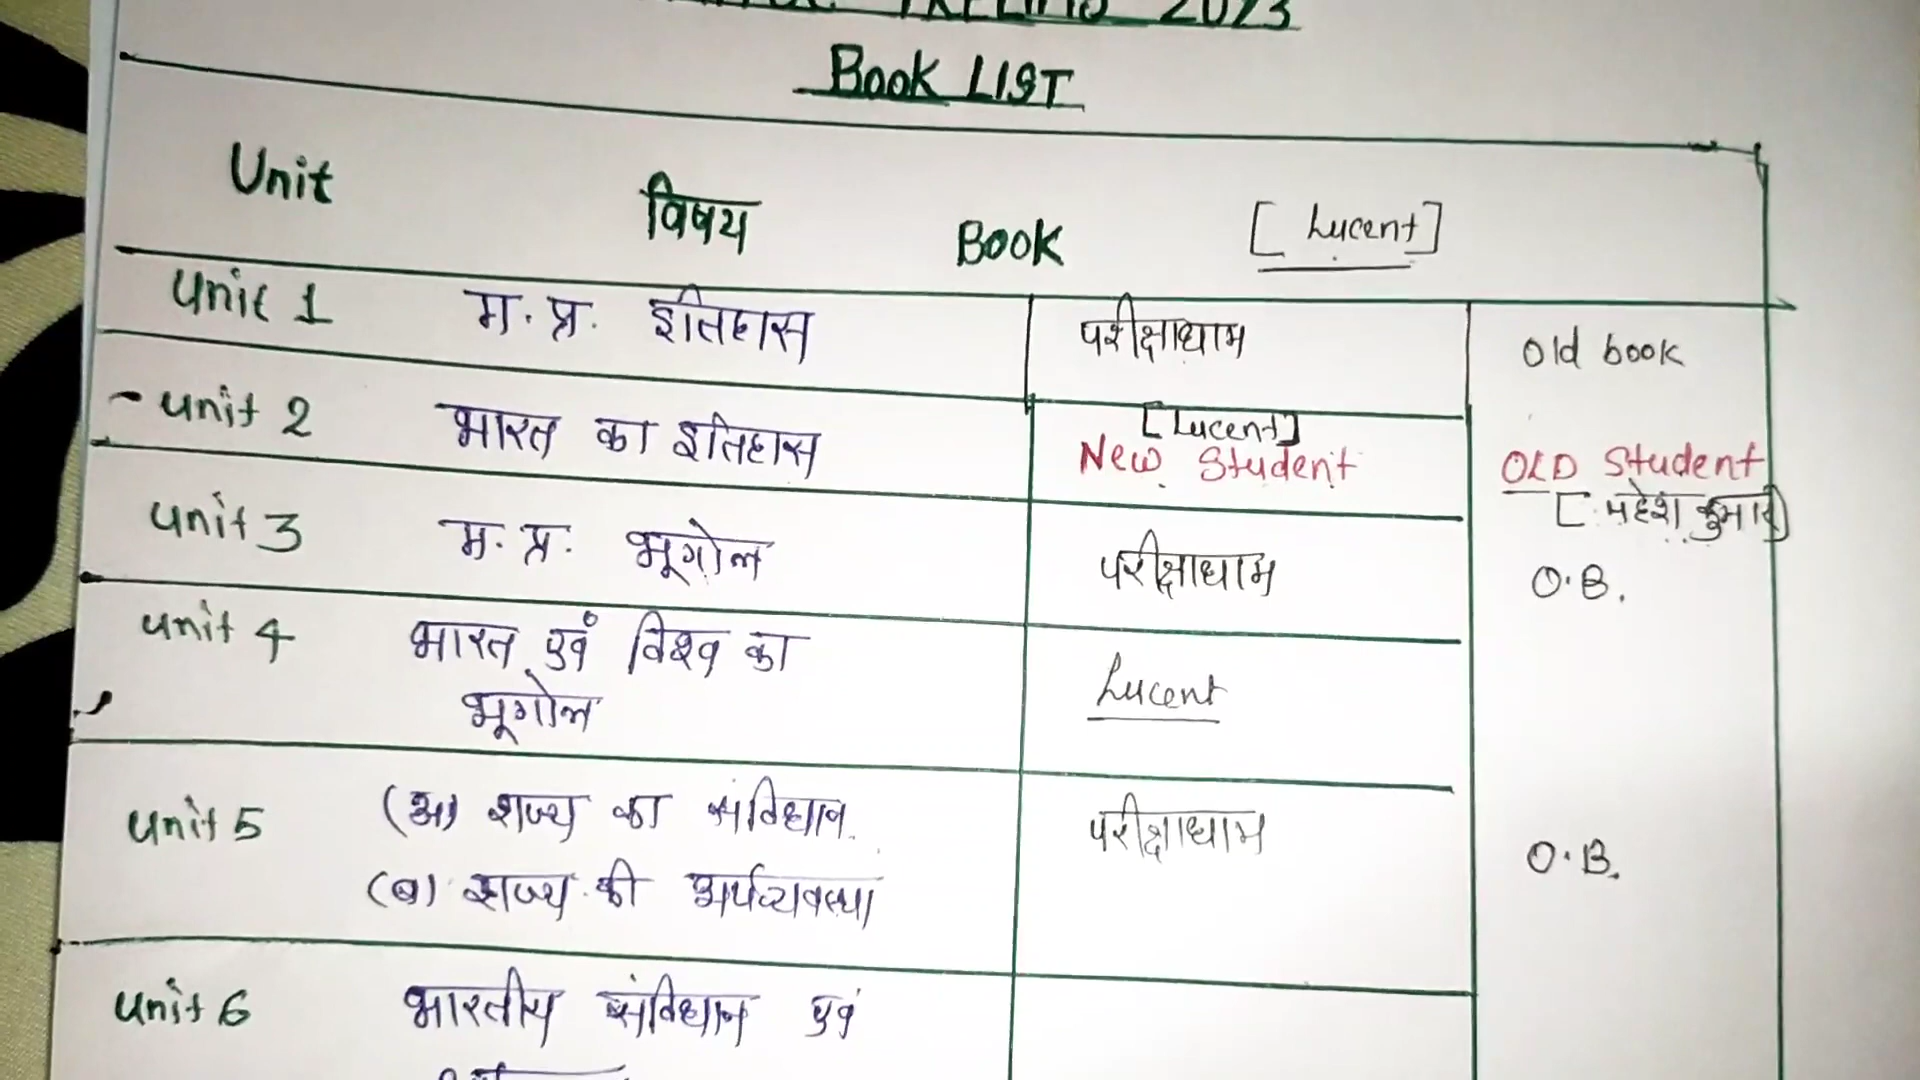 2023
Book LIST
Unit विषय Book [Lucent]
Unit 1 म. प्र. इतिहास परीक्षाधाम Old book
unit 2 भारत का इतिहास [Lucent] New Student OLD Student
[महेश कुमार]
unit 3 म. प्र. भूगोल परीक्षाधाम O.B.
unit 4 भारत एवं विश्व का Lucent
भूगोल
unit 5 (अ) राज्य का संविधान परीक्षाधाम O.B.
(ब) राज्य की अर्थव्यवस्था
unit 6 भारतीय संविधान एवं